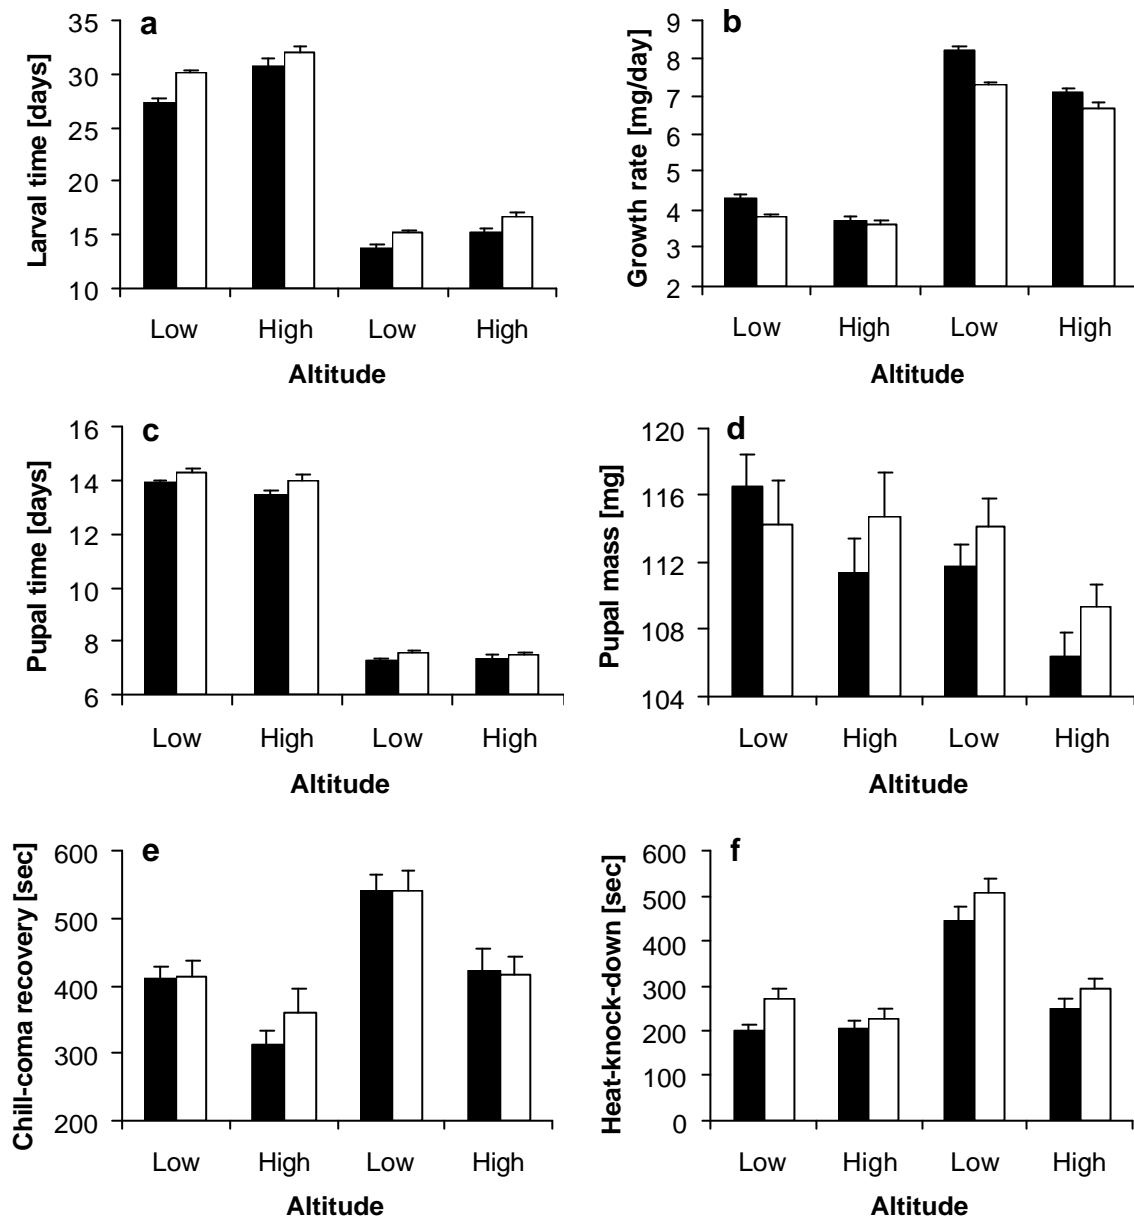 a
Larval time [days]
35
30
25
20
15
10
Low High Low High
Altitude
b
Growth rate [mg/day]
9
8
7
6
5
4
3
2
Low High Low High
Altitude
c
Pupal time [days]
16
14
12
10
8
6
Low High Low High
Altitude
d
Pupal mass [mg]
120
116
112
108
104
Low High Low High
Altitude
e
Chill-coma recovery [sec]
600
500
400
300
200
Low High Low High
Altitude
f
Heat-knock-down [sec]
600
500
400
300
200
100
0
Low High Low High
Altitude